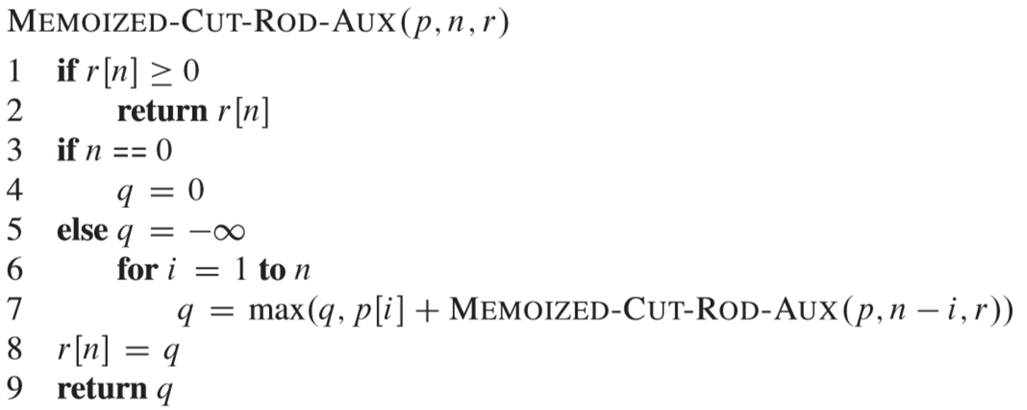 MEMOIZED-CUT-ROD-AUX(p, n, r)
1 if r[n] ≥ 0
2 return r[n]
3 if n == 0
4 q = 0
5 else q = −∞
6 for i = 1 to n
7 q = max(q, p[i] + MEMOIZED-CUT-ROD-AUX(p, n − i, r))
8 r[n] = q
9 return q